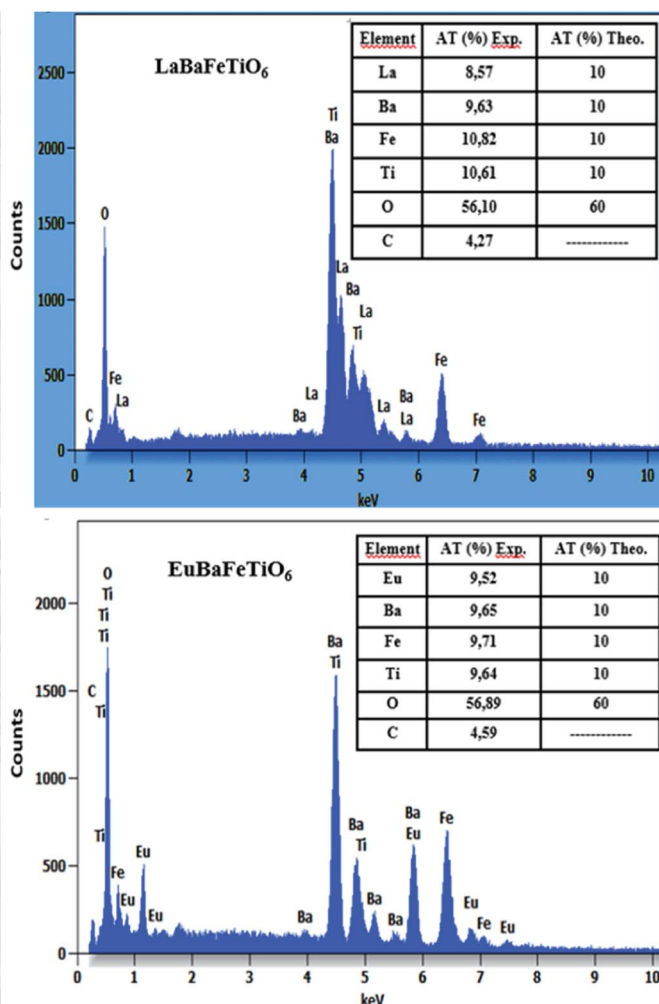 LaBaFeTiO₆
Element AT (%) Exp. AT (%) Theo.
La 8,57 10
Ba 9,63 10
Fe 10,82 10
Ti 10,61 10
O 56,10 60
C 4,27 ------------
Counts
2500
2000
1500
1000
500
0
C
O
Fe
La
Ba
La
Ti
Ba
La
Ba
Ti
La
La
Ba
La
Fe
Fe
0 1 2 3 4 5 6 7 8 9 10
keV
EuBaFeTiO₆
Element AT (%) Exp. AT (%) Theo.
Eu 9,52 10
Ba 9,65 10
Fe 9,71 10
Ti 9,64 10
O 56,89 60
C 4,59 ------------
Counts
2000
1500
1000
500
0
O
Ti
Ti
Ti
C
Ti
Ti
Fe
Eu
Eu
Eu
Ba
Ba
Ti
Ba
Ti
Ba
Ba
Ba
Eu
Fe
Eu
Fe
Eu
0 1 2 3 4 5 6 7 8 9 10
keV